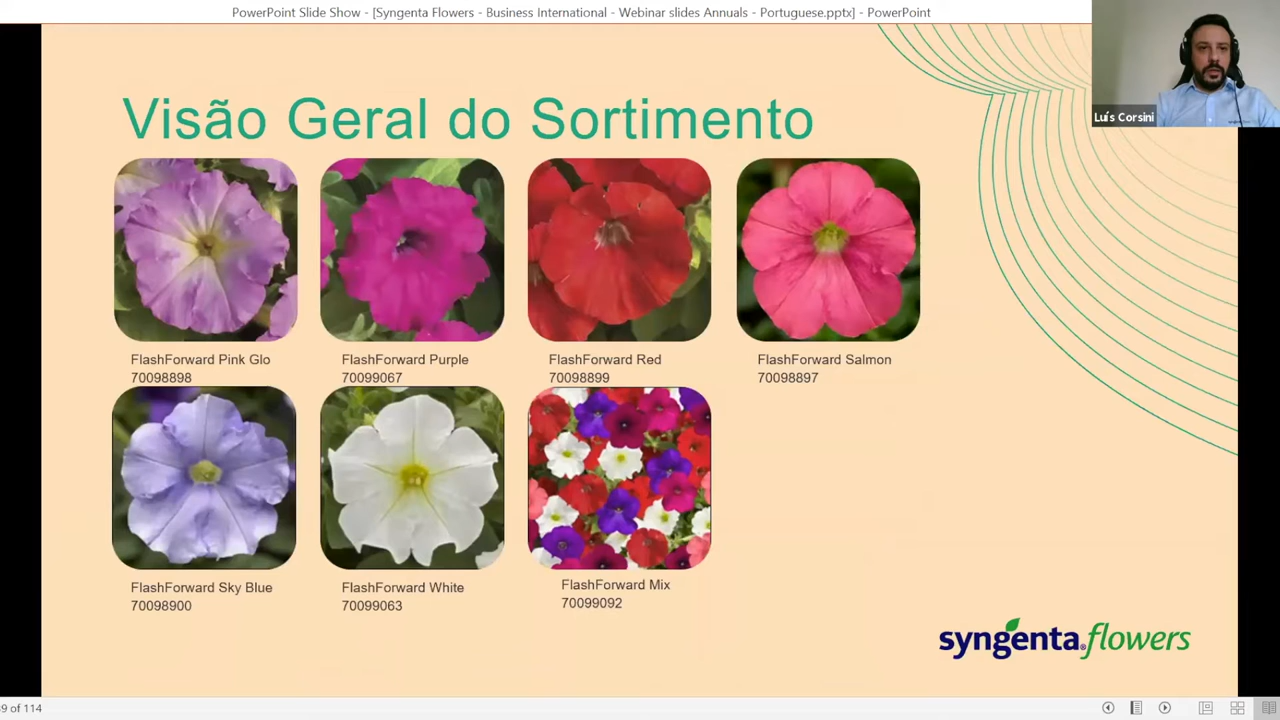 PowerPoint Slide Show - [Syngenta Flowers - Business International - Webinar slides Annuals - Portuguese.pptx] - PowerPoint
Luís Corsini
Visão Geral do Sortimento
FlashForward Pink Glo
70098898
FlashForward Purple
70099067
FlashForward Red
70098899
FlashForward Salmon
70098897
FlashForward Sky Blue
70098900
FlashForward White
70099063
FlashForward Mix
70099092
syngenta® flowers
9 of 114